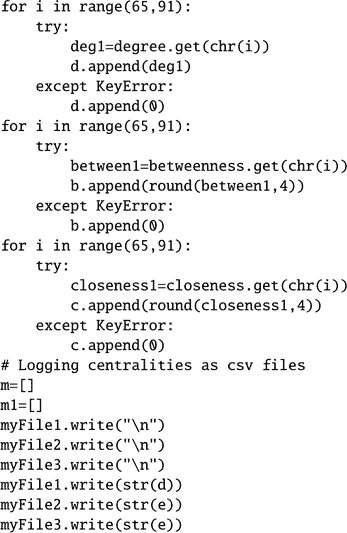 for i in range(65,91):
    try:
        deg1=degree.get(chr(i))
        d.append(deg1)
    except KeyError:
        d.append(0)
for i in range(65,91):
    try:
        between1=betweenness.get(chr(i))
        b.append(round(between1,4))
    except KeyError:
        b.append(0)
for i in range(65,91):
    try:
        closeness1=closeness.get(chr(i))
        c.append(round(closeness1,4))
    except KeyError:
        c.append(0)
# Logging centralities as csv files
m=[]
m1=[]
myFile1.write("\n")
myFile2.write("\n")
myFile3.write("\n")
myFile1.write(str(d))
myFile2.write(str(e))
myFile3.write(str(e))